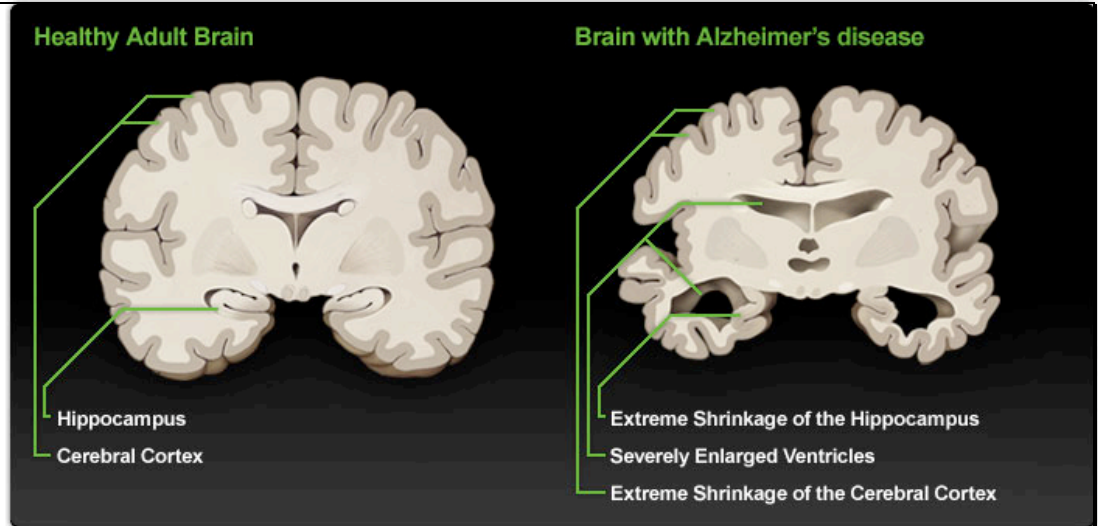 Healthy Adult Brain
Hippocampus
Cerebral Cortex
Brain with Alzheimer's disease
Extreme Shrinkage of the Hippocampus
Severely Enlarged Ventricles
Extreme Shrinkage of the Cerebral Cortex